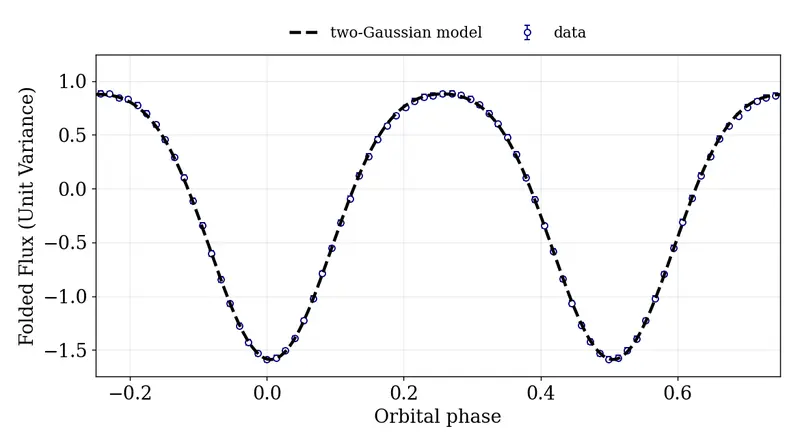 two-Gaussian model
data
Folded Flux (Unit Variance)
1.0
0.5
0.0
−0.5
−1.0
−1.5
−0.2
0.0
0.2
0.4
0.6
Orbital phase